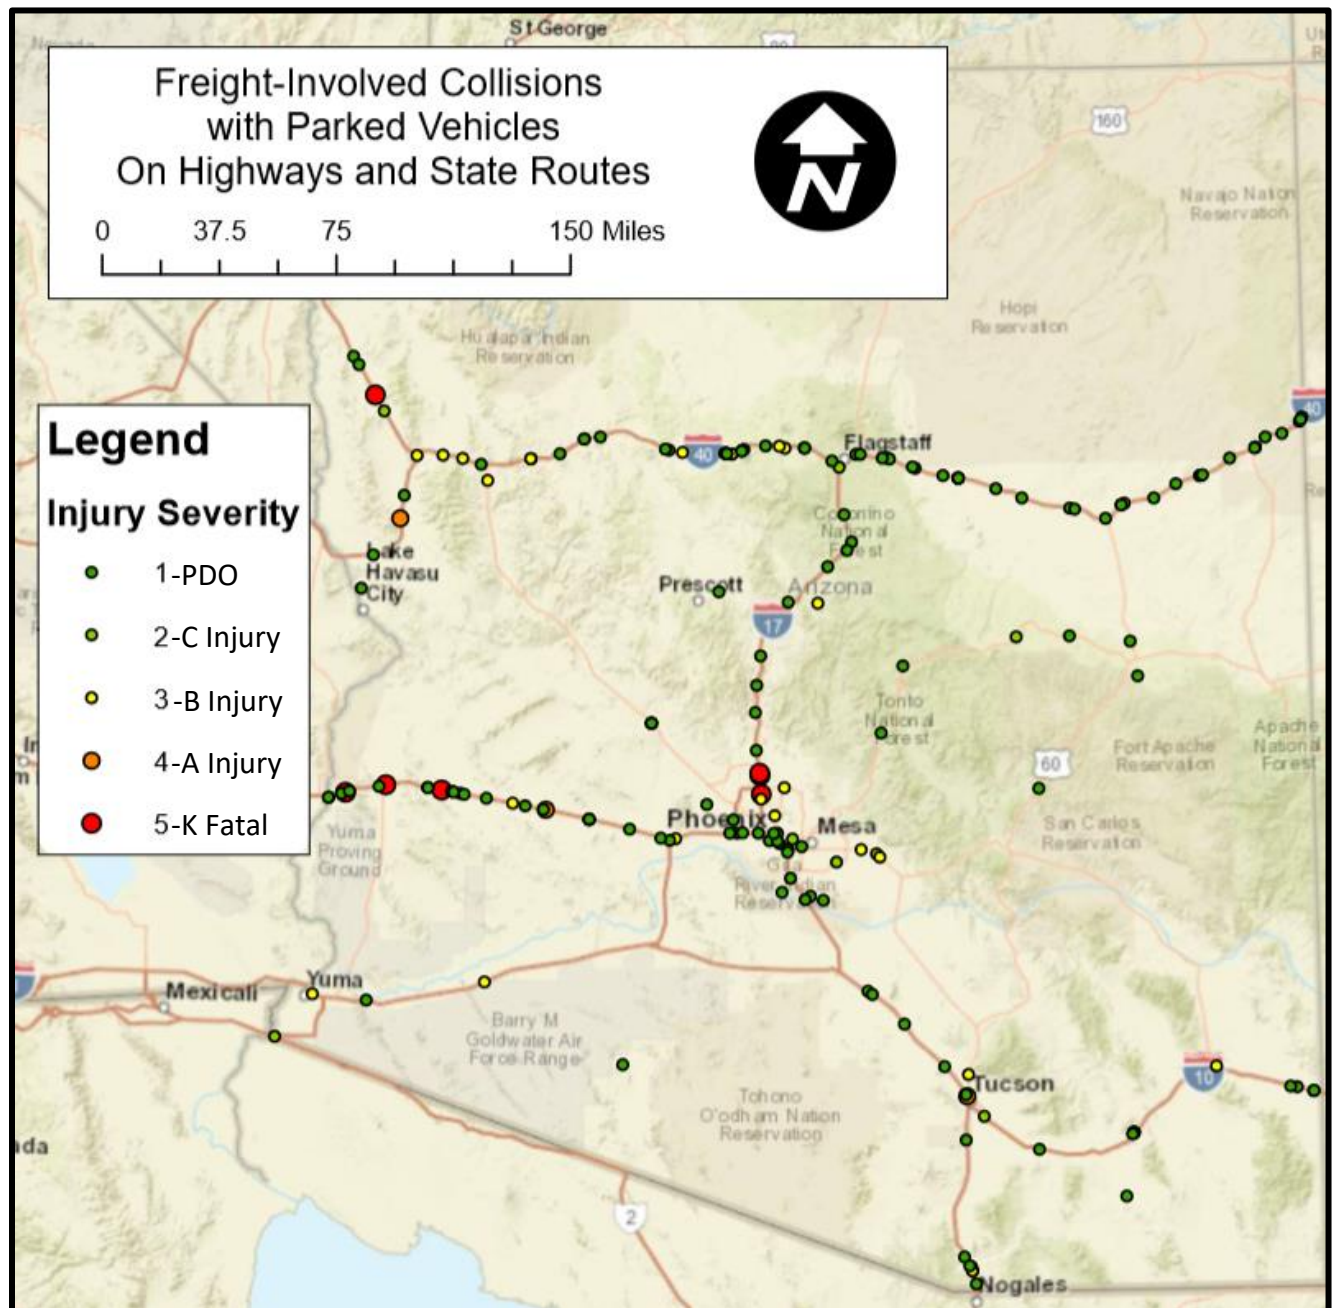 St George
Freight-Involved Collisions
with Parked Vehicles
On Highways and State Routes
N
0 37.5 75 150 Miles
160
Navajo Nation
Reservation
Hopi
Reservation
Hualapai Indian
Reservation
40
Legend
Injury Severity
1-PDO
2-C Injury
3-B Injury
4-A Injury
5-K Fatal
40
Flagstaff
Coconino
National
Forest
Lake
Havasu
City
Prescott
Arizona
17
Tonto
National
Forest
60
Fort Apache
Reservation
Apache
National
Forest
Phoenix
Mesa
San Carlos
Reservation
Yuma
Proving
Ground
Gila
River Indian
Reservation
Yuma
Mexicali
Barry M
Goldwater Air
Force Range
Tucson
10
Tohono
O'odham Nation
Reservation
2
Nogales